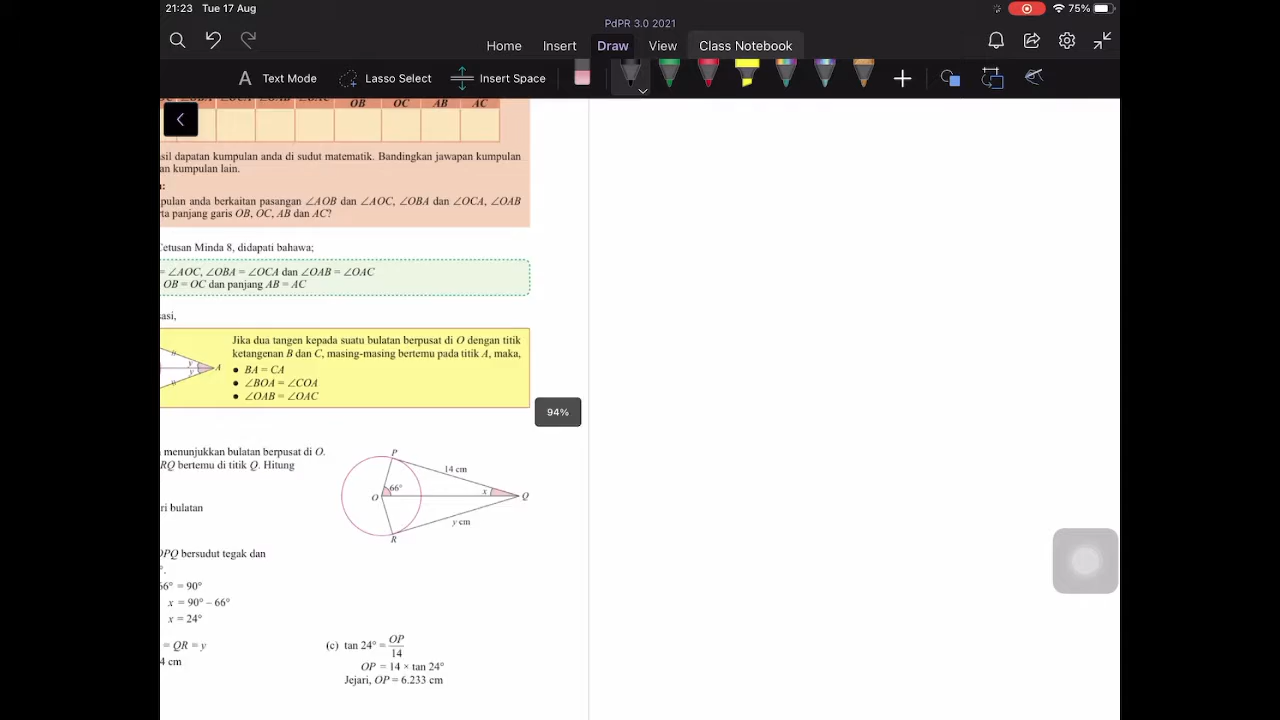 21:23 Tue 17 Aug
75%
PdPR 3.0 2021
Home Insert Draw View Class Notebook
Text Mode Lasso Select Insert Space
OB OC AB AC
dapatan kumpulan anda di sudut matematik. Bandingkan jawapan kumpulan
kumpulan lain.
anda berkaitan pasangan ∠AOB dan ∠AOC, ∠OBA dan ∠OCA, ∠OAB
panjang garis OB, OC, AB dan AC?
Cetusan Minda 8, didapati bahawa;
= ∠AOC, ∠OBA = ∠OCA dan ∠OAB = ∠OAC
OB = OC dan panjang AB = AC
Jika dua tangen kepada suatu bulatan berpusat di O dengan titik
ketangenan B dan C, masing-masing bertemu pada titik A, maka,
y
y
A
• BA = CA
• ∠BOA = ∠COA
• ∠OAB = ∠OAC
94%
menunjukkan bulatan berpusat di O.
RQ bertemu di titik Q. Hitung
P
14 cm
66°
x
O
Q
y cm
R
bulatan
OPQ bersudut tegak dan
66° = 90°
x = 90° – 66°
x = 24°
= QR = y
4 cm
(c) tan 24° = OP
14
OP = 14 × tan 24°
Jejari, OP = 6.233 cm